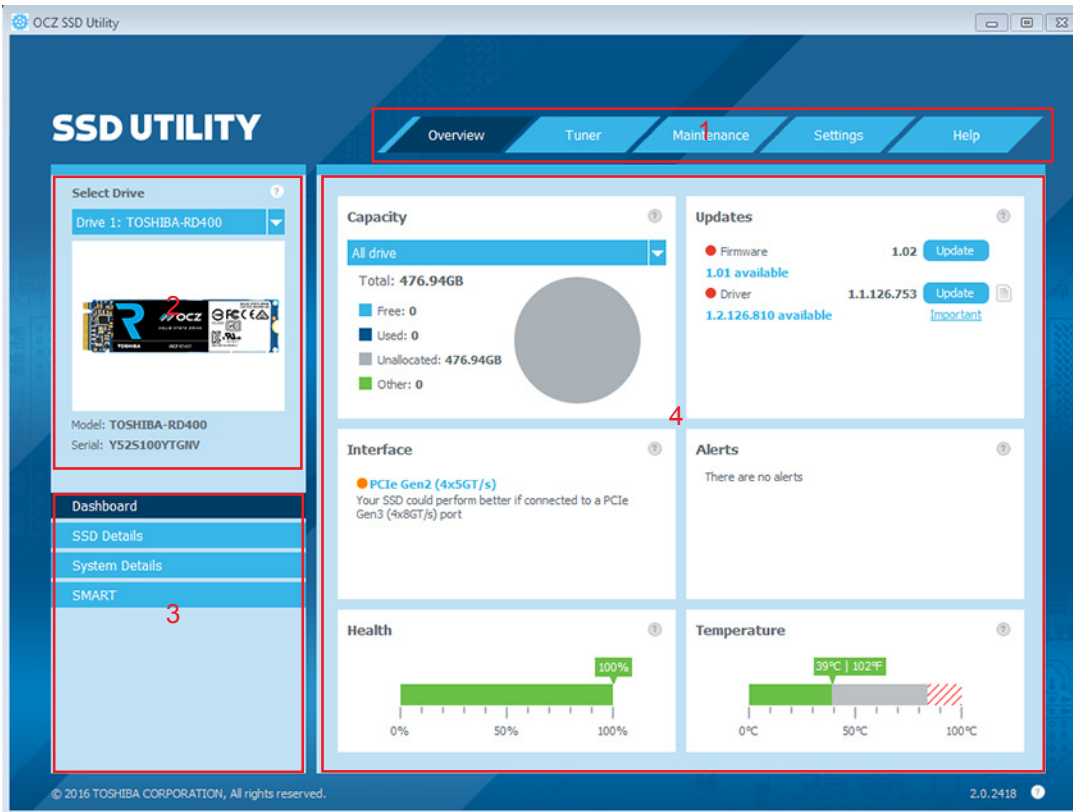 OCZ SSD Utility
SSD UTILITY
1
Overview
Tuner
Maintenance
Settings
Help
Select Drive
?
Drive 1: TOSHIBA-RD400
2
OCZ
SOLID STATE DRIVE
TOSHIBA
Model: TOSHIBA-RD400
Serial: Y52S100YTGNV
Dashboard
SSD Details
System Details
SMART
3
4
Capacity
?
All drive
Total: 476.94GB
Free: 0
Used: 0
Unallocated: 476.94GB
Other: 0
Updates
?
Firmware 1.02 Update
1.01 available
Driver 1.1.126.753 Update
1.2.126.810 available Important
Interface
?
PCIe Gen2 (4x5GT/s)
Your SSD could perform better if connected to a PCIe
Gen3 (4x8GT/s) port
Alerts
?
There are no alerts
Health
?
100%
0% 50% 100%
Temperature
?
39°C | 102°F
0°C 50°C 100°C
© 2016 TOSHIBA CORPORATION, All rights reserved.
2.0.2418 ?